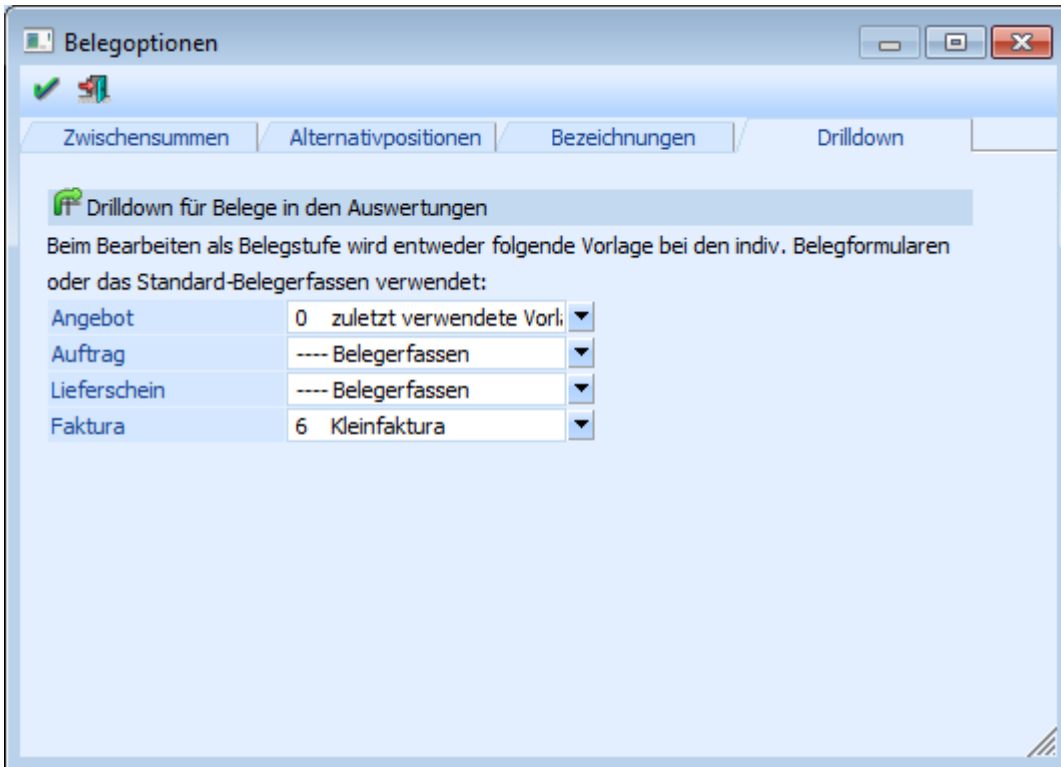 Belegoptionen
Zwischensummen Alternativpositionen Bezeichnungen Drilldown
Drilldown für Belege in den Auswertungen
Beim Bearbeiten als Belegstufe wird entweder folgende Vorlage bei den indiv. Belegformularen
oder das Standard-Belegerfassen verwendet:
Angebot 0 zuletzt verwendete Vorl
Auftrag ---- Belegerfassen
Lieferschein ---- Belegerfassen
Faktura 6 Kleinfaktura